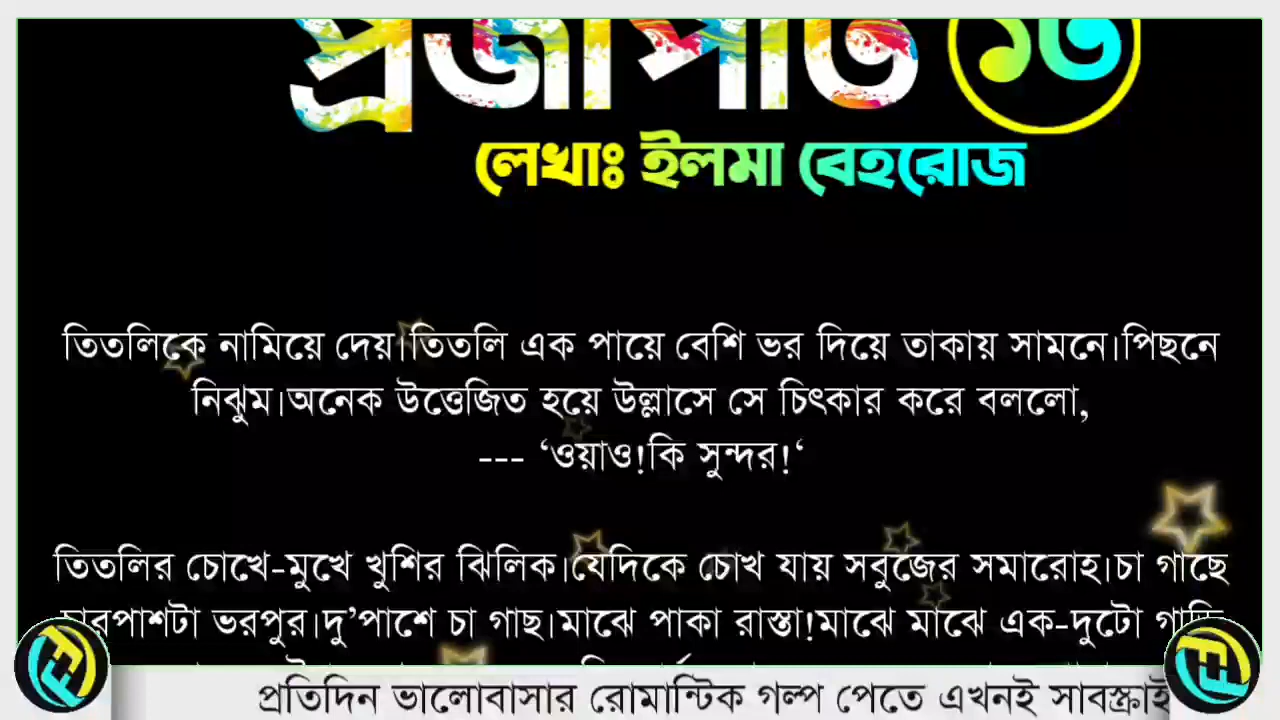 প্রজাপতি ১৩
লেখাঃ ইলমা বেহরোজ
তিতলিকে নামিয়ে দেয়।তিতলি এক পায়ে বেশি ভর দিয়ে তাকায় সামনে।পিছনে
নিঝুম।অনেক উত্তেজিত হয়ে উল্লাসে সে চিৎকার করে বললো,
--- ‘ওয়াও!কি সুন্দর!‘
তিতলির চোখে-মুখে খুশির ঝিলিক।যেদিকে চোখ যায় সবুজের সমারোহ।চা গাছে
চারপাশটা ভরপুর।দু’পাশে চা গাছ।মাঝে পাকা রাস্তা!মাঝে মাঝে এক-দুটো গাড়ি
প্রতিদিন ভালোবাসার রোমান্টিক গল্প পেতে এখনই সাবস্ক্রাই